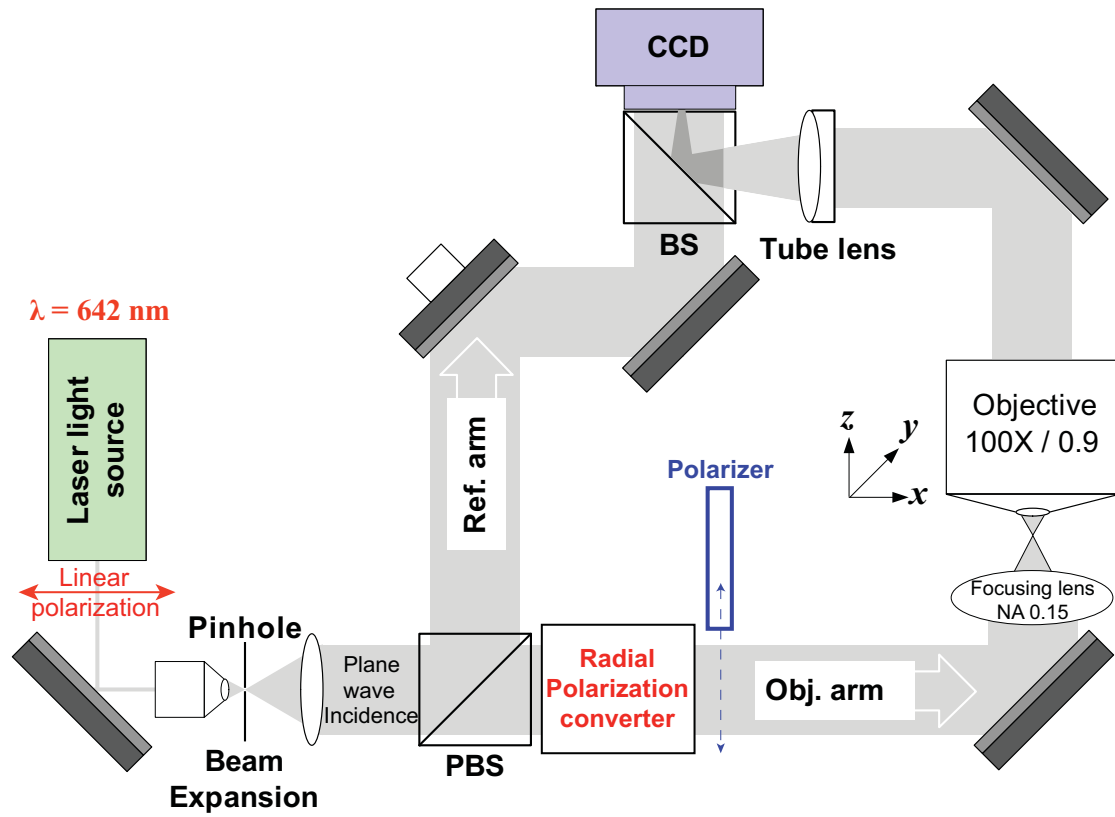 CCD
BS
Tube lens
λ = 642 nm
Laser light
source
Linear
polarization
Ref. arm
Objective
100X / 0.9
z
y
x
Polarizer
Focusing lens
NA 0.15
Pinhole
Plane
wave
Incidence
Radial
Polarization
converter
Obj. arm
PBS
Beam
Expansion